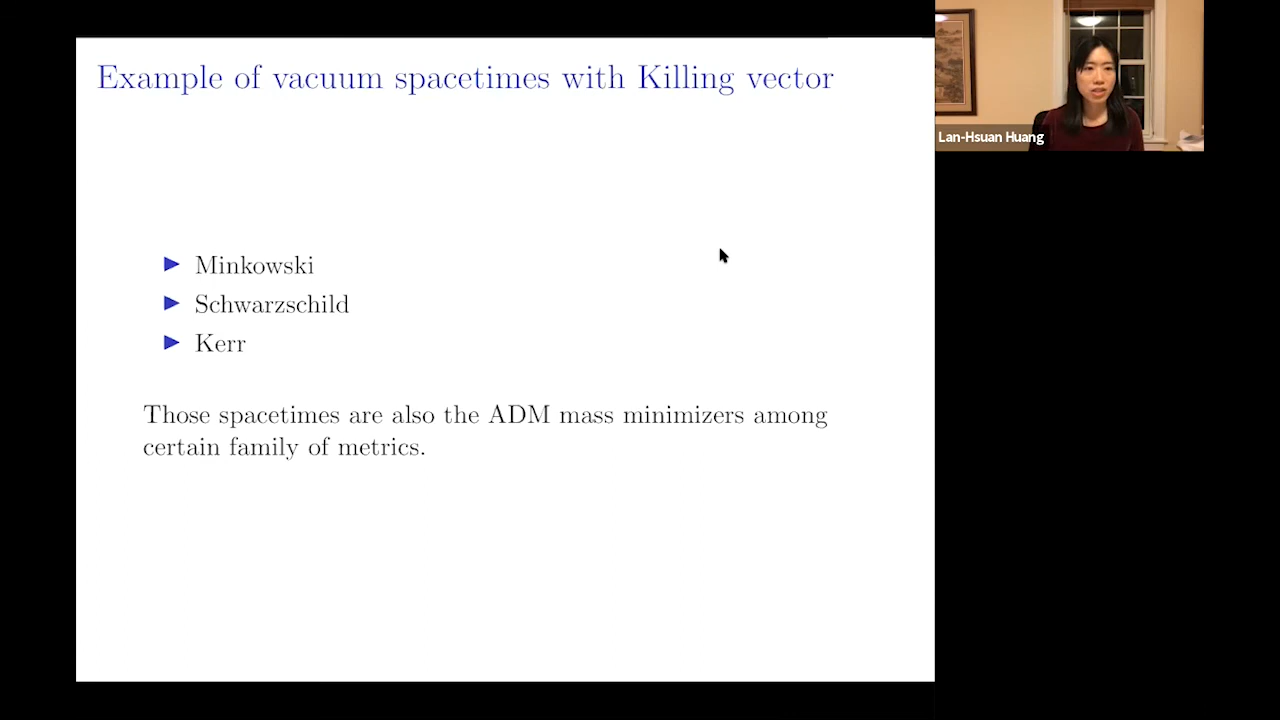 Example of vacuum spacetimes with Killing vector
Minkowski
Schwarzschild
Kerr
Those spacetimes are also the ADM mass minimizers among
certain family of metrics.
Lan-Hsuan Huang